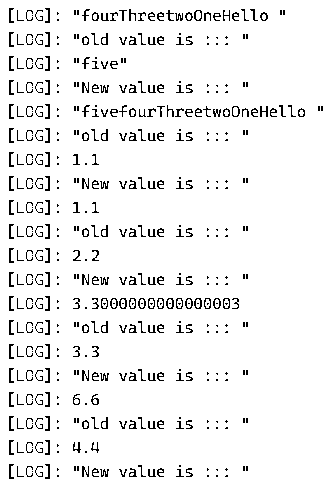 [LOG]: "fourThreetwoOneHello "
[LOG]: "old value is ::: "
[LOG]: "five"
[LOG]: "New value is ::: "
[LOG]: "fivefourThreetwoOneHello "
[LOG]: "old value is ::: "
[LOG]: 1.1
[LOG]: "New value is ::: "
[LOG]: 1.1
[LOG]: "old value is ::: "
[LOG]: 2.2
[LOG]: "New value is ::: "
[LOG]: 3.3000000000000003
[LOG]: "old value is ::: "
[LOG]: 3.3
[LOG]: "New value is ::: "
[LOG]: 6.6
[LOG]: "old value is ::: "
[LOG]: 4.4
[LOG]: "New value is ::: "